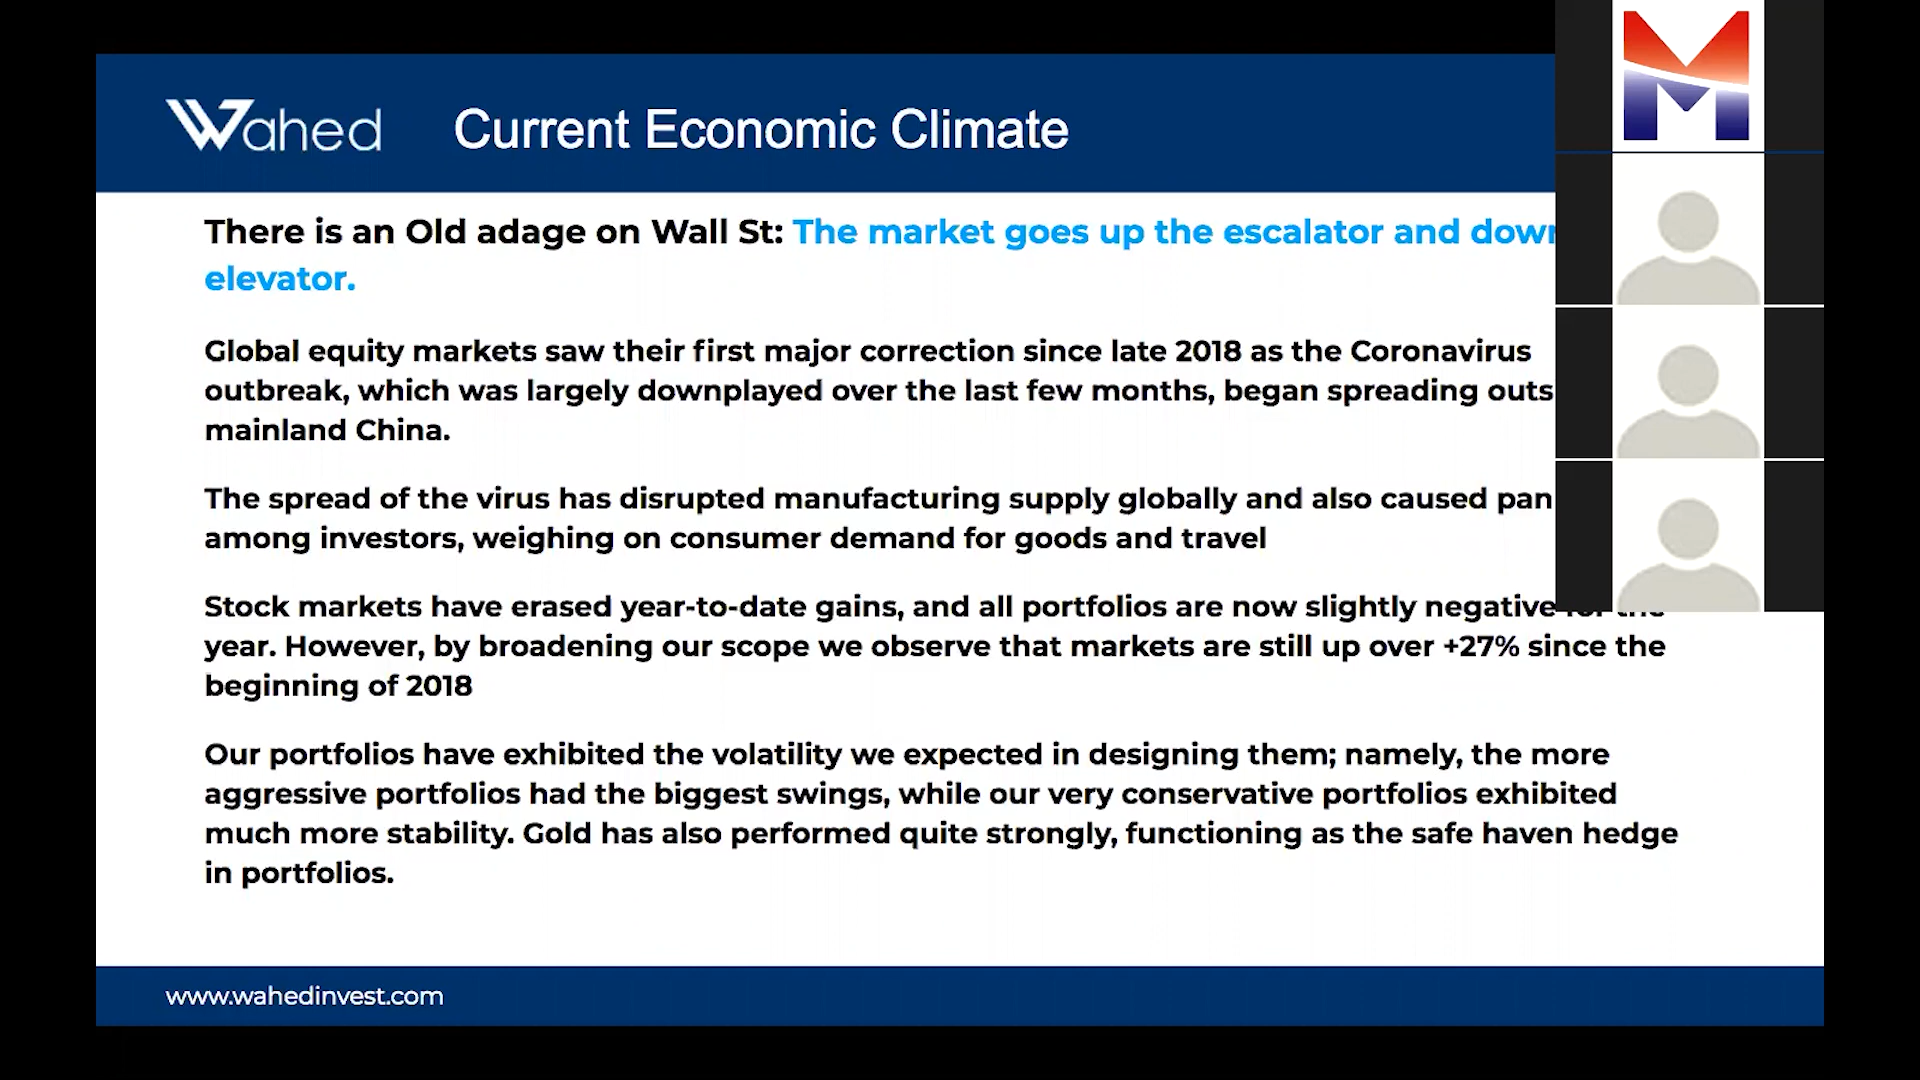 Wahed
Current Economic Climate
There is an Old adage on Wall St: The market goes up the escalator and down
elevator.
Global equity markets saw their first major correction since late 2018 as the Coronavirus
outbreak, which was largely downplayed over the last few months, began spreading outs
mainland China.
The spread of the virus has disrupted manufacturing supply globally and also caused pan
among investors, weighing on consumer demand for goods and travel
Stock markets have erased year-to-date gains, and all portfolios are now slightly negative for the
year. However, by broadening our scope we observe that markets are still up over +27% since the
beginning of 2018
Our portfolios have exhibited the volatility we expected in designing them; namely, the more
aggressive portfolios had the biggest swings, while our very conservative portfolios exhibited
much more stability. Gold has also performed quite strongly, functioning as the safe haven hedge
in portfolios.
www.wahedinvest.com
M